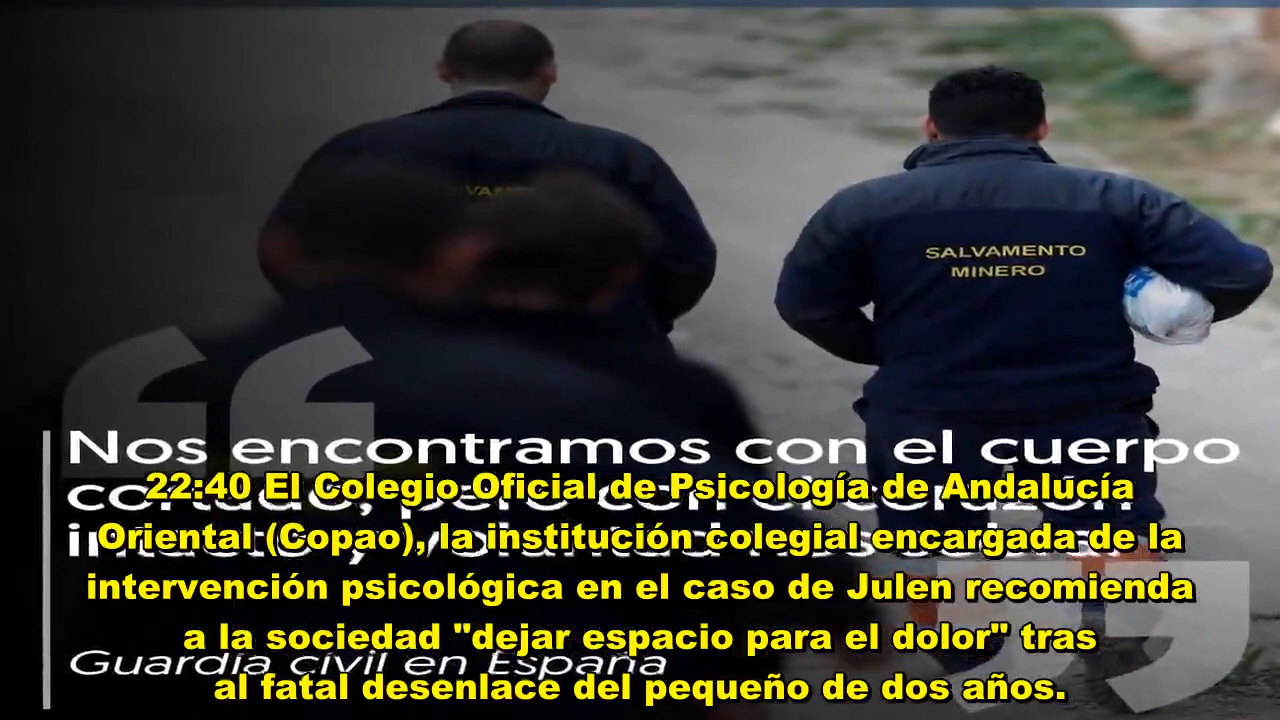 SALVAMENTO
MINERO
Nos encontramos con el cuerpo
22:40 El Colegio Oficial de Psicología de Andalucía
Oriental (Copao), la institución colegial encargada de la
intervención psicológica en el caso de Julen recomienda
a la sociedad "dejar espacio para el dolor" tras
Guardia civil en España
al fatal desenlace del pequeño de dos años.